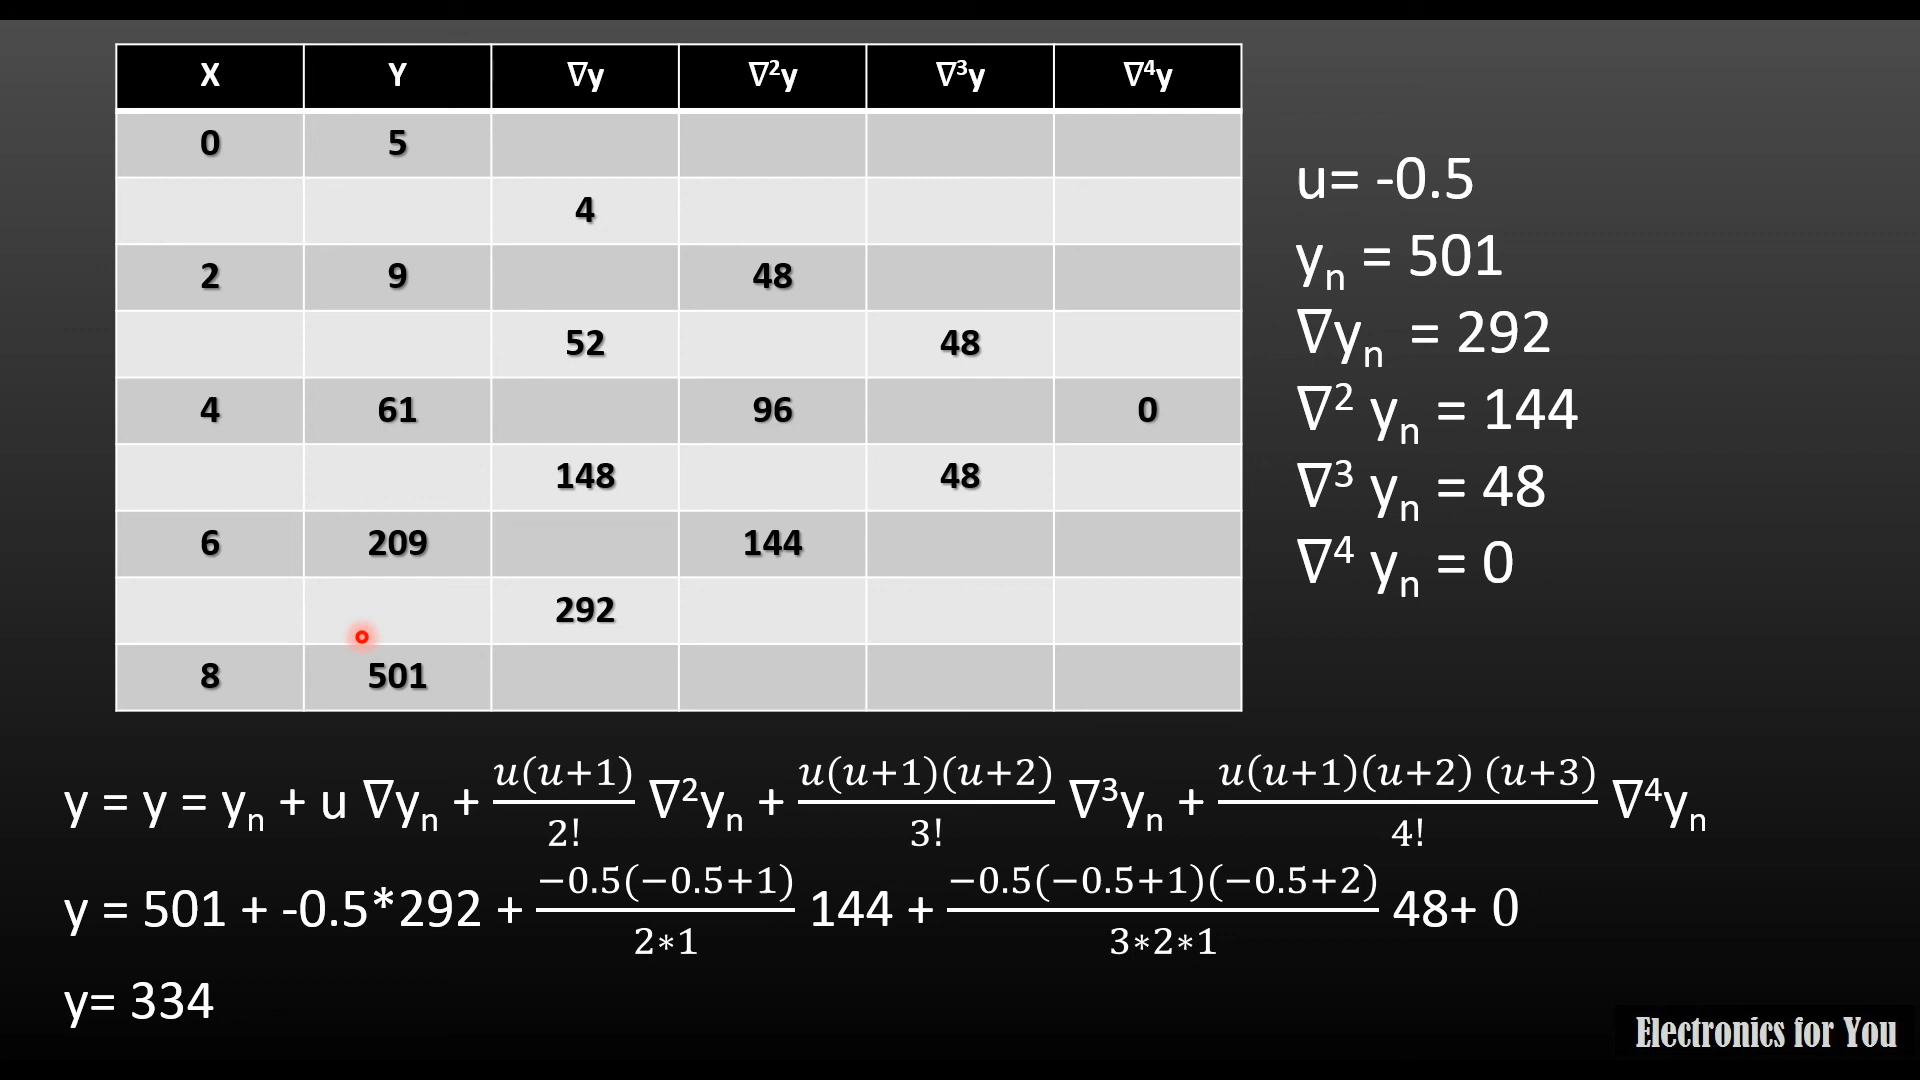 X Y ∇y ∇²y ∇³y ∇⁴y
0 5
4
2 9 48
52 48
4 61 96 0
148 48
6 209 144
292
8 501
u= -0.5
yₙ = 501
∇yₙ = 292
∇² yₙ = 144
∇³ yₙ = 48
∇⁴ yₙ = 0
y = y = yₙ + u ∇yₙ + u(u+1)/2! ∇²yₙ + u(u+1)(u+2)/3! ∇³yₙ + u(u+1)(u+2) (u+3)/4! ∇⁴yₙ
y = 501 + -0.5*292 + −0.5(−0.5+1)/2∗1 144 + −0.5(−0.5+1)(−0.5+2)/3∗2∗1 48+ 0
y= 334
Electronics for You